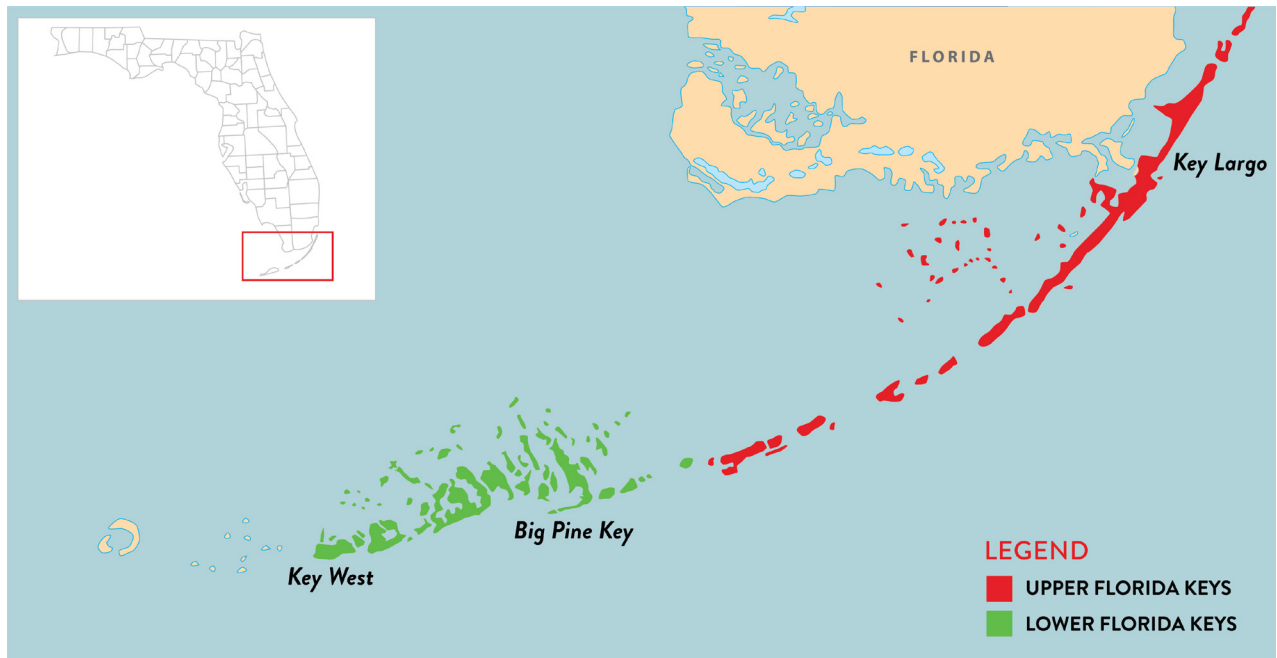 FLORIDA
Key Largo
Big Pine Key
Key West
LEGEND
UPPER FLORIDA KEYS
LOWER FLORIDA KEYS